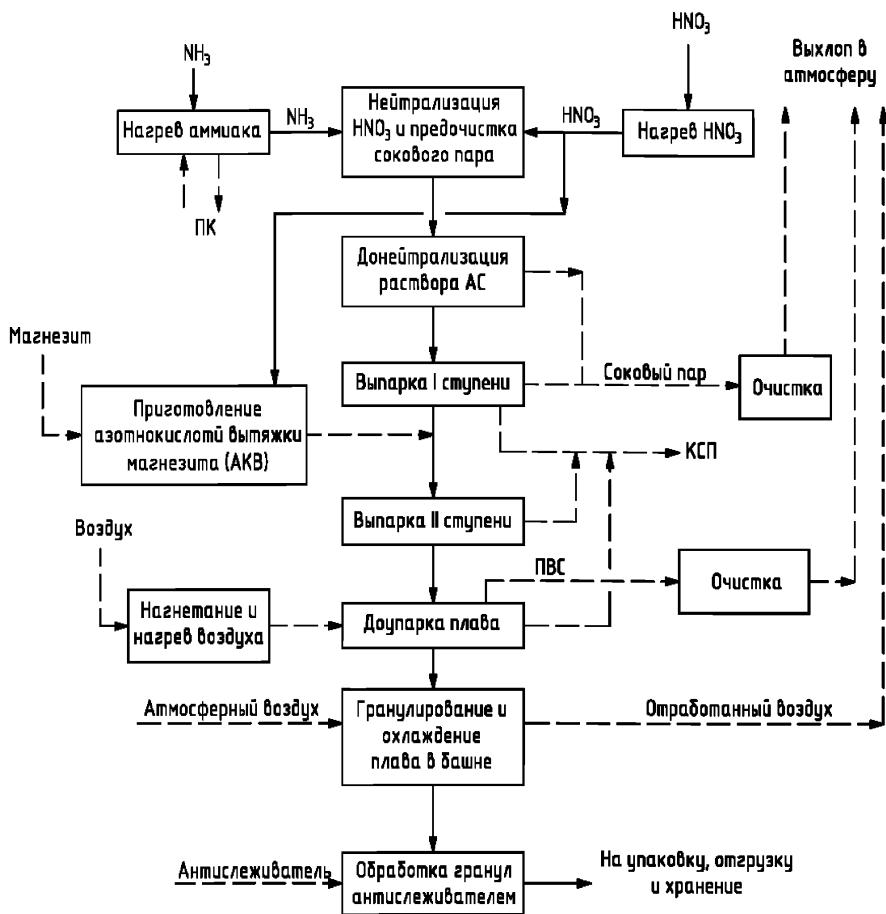 NH₃
HNO₃
Выхлоп в
атмосферу
Нагрев аммиака
NH₃
Нейтрализация
HNO₃ и предочистка
сокового пара
HNO₃
Нагрев HNO₃
ПК
Донейтрализация
раствора АС
Магнезит
Приготовление
азотнокислотй вытяжки
магнезита (АКВ)
Выпарка I ступени
Соковый пар
Очистка
КСП
Выпарка II ступени
Воздух
Нагнетание и
нагрев воздуха
ПВС
Очистка
Доупарка плава
Атмосферный воздух
Гранулирование и
охлаждение
плава в башне
Отработанный воздух
Антислеживатель
Обработка гранул
антислеживателем
На упаковку, отгрузку
и хранение